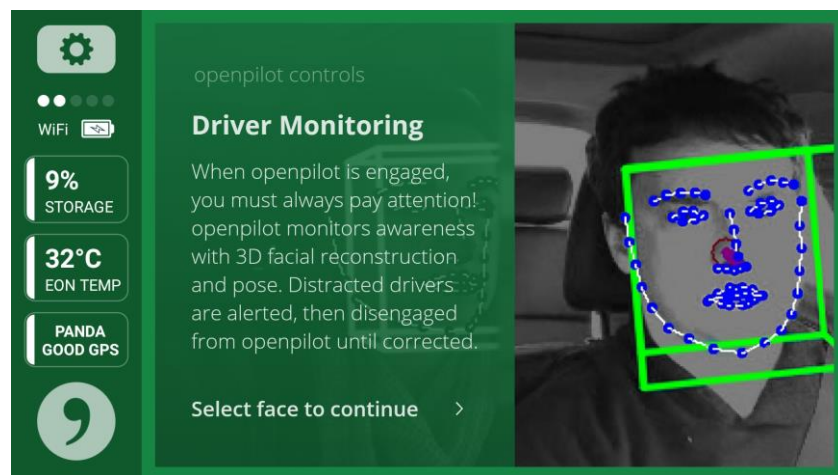 WiFi
9%
STORAGE
32°C
EON TEMP
PANDA
GOOD GPS
openpilot controls
Driver Monitoring
When openpilot is engaged,
you must always pay attention!
openpilot monitors awareness
with 3D facial reconstruction
and pose. Distracted drivers
are alerted, then disengaged
from openpilot until corrected.
Select face to continue